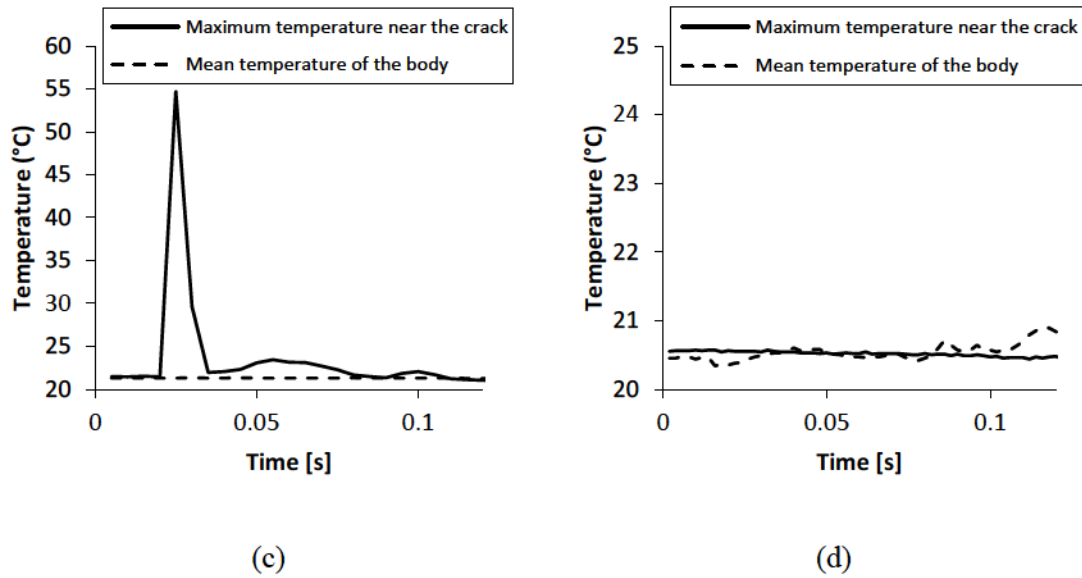 Maximum temperature near the crack
Mean temperature of the body
60
55
50
45
40
35
30
25
20
Temperature (°C)
0
0.05
0.1
Time [s]
(c)
Maximum temperature near the crack
Mean temperature of the body
25
24
23
22
21
20
Temperature (°C)
0
0.05
0.1
Time [s]
(d)